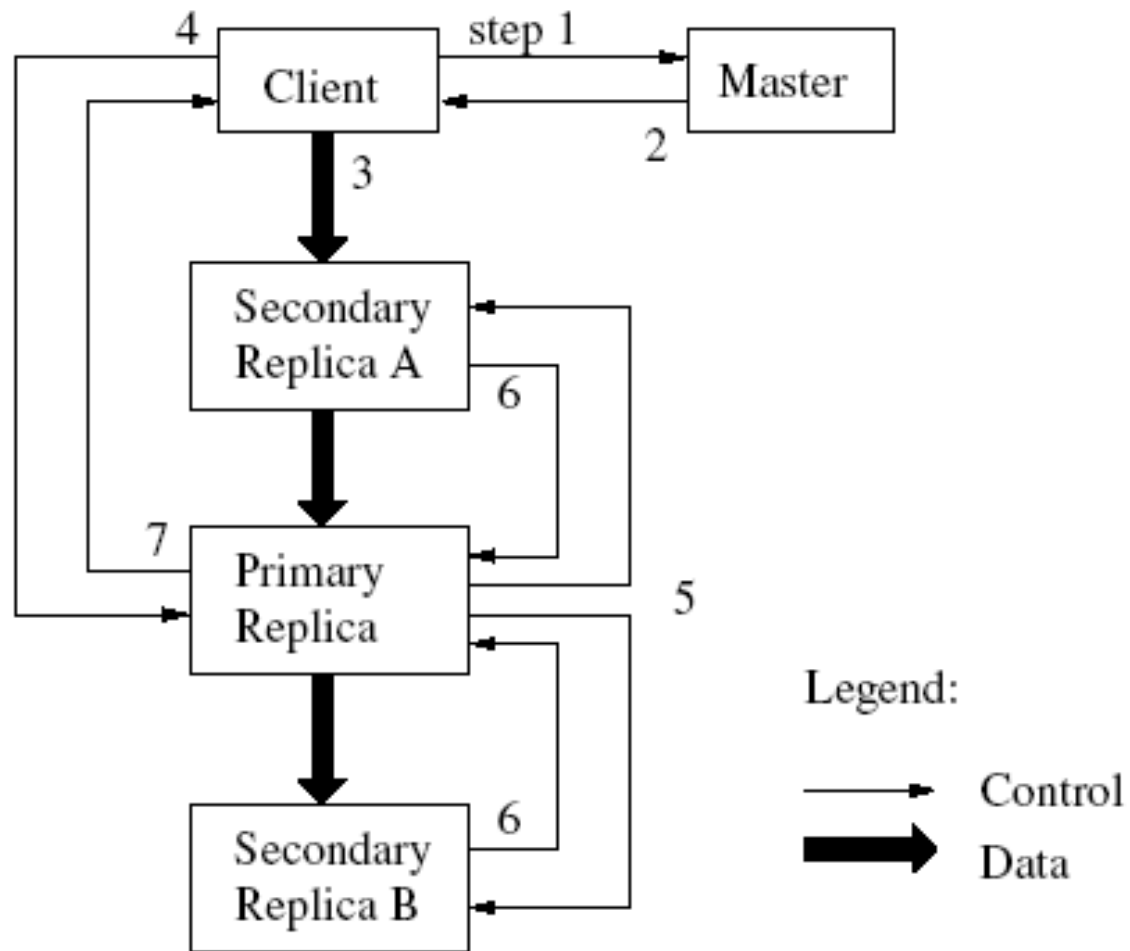 4
step 1
Client
Master
2
3
Secondary
Replica A
6
7
Primary
Replica
5
Legend:
Control
6
Secondary
Replica B
Data